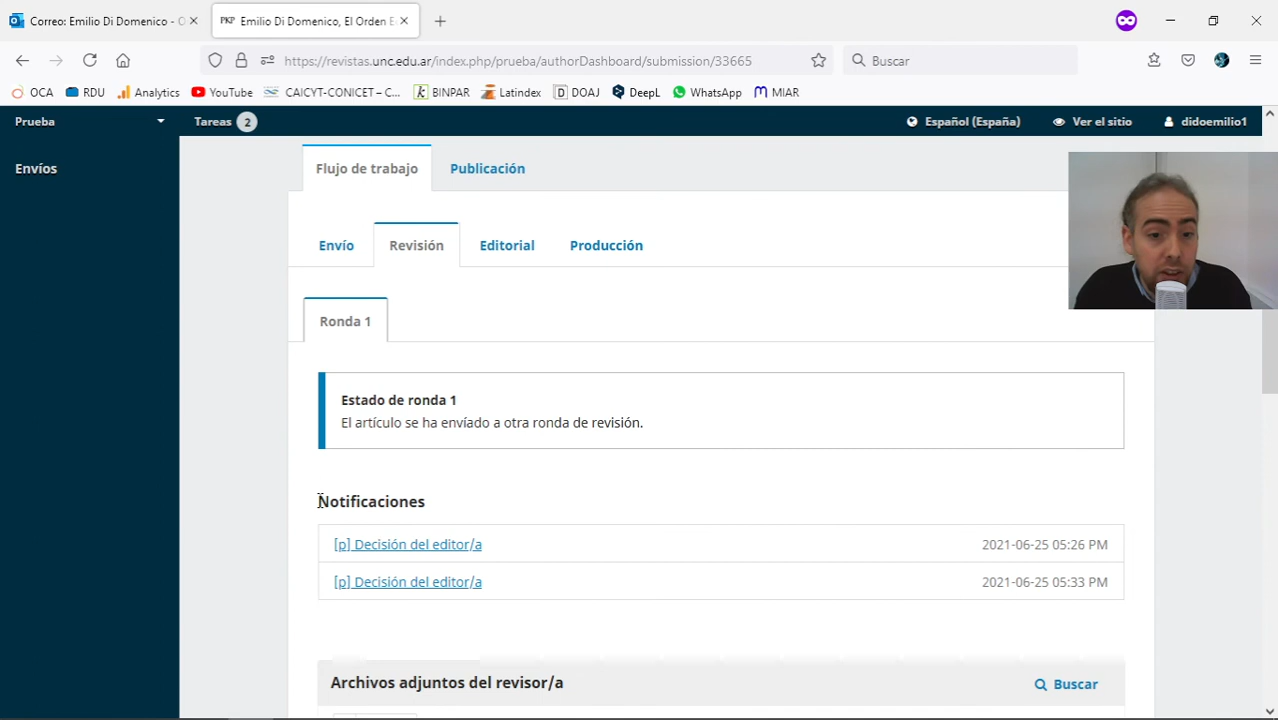 Correo: Emilio Di Domenico - O
PKP Emilio Di Domenico, El Orden E
https://revistas.unc.edu.ar/index.php/prueba/authorDashboard/submission/33665
Buscar
OCA RDU Analytics YouTube CAICYT-CONICET – C... BINPAR Latindex DOAJ DeepL WhatsApp MIAR
Prueba Tareas 2 Español (España) Ver el sitio didoemilio1
Envíos
Flujo de trabajo Publicación
Envío Revisión Editorial Producción
Ronda 1
Estado de ronda 1
El artículo se ha envíado a otra ronda de revisión.
Notificaciones
[p] Decisión del editor/a 2021-06-25 05:26 PM
[p] Decisión del editor/a 2021-06-25 05:33 PM
Archivos adjuntos del revisor/a Buscar